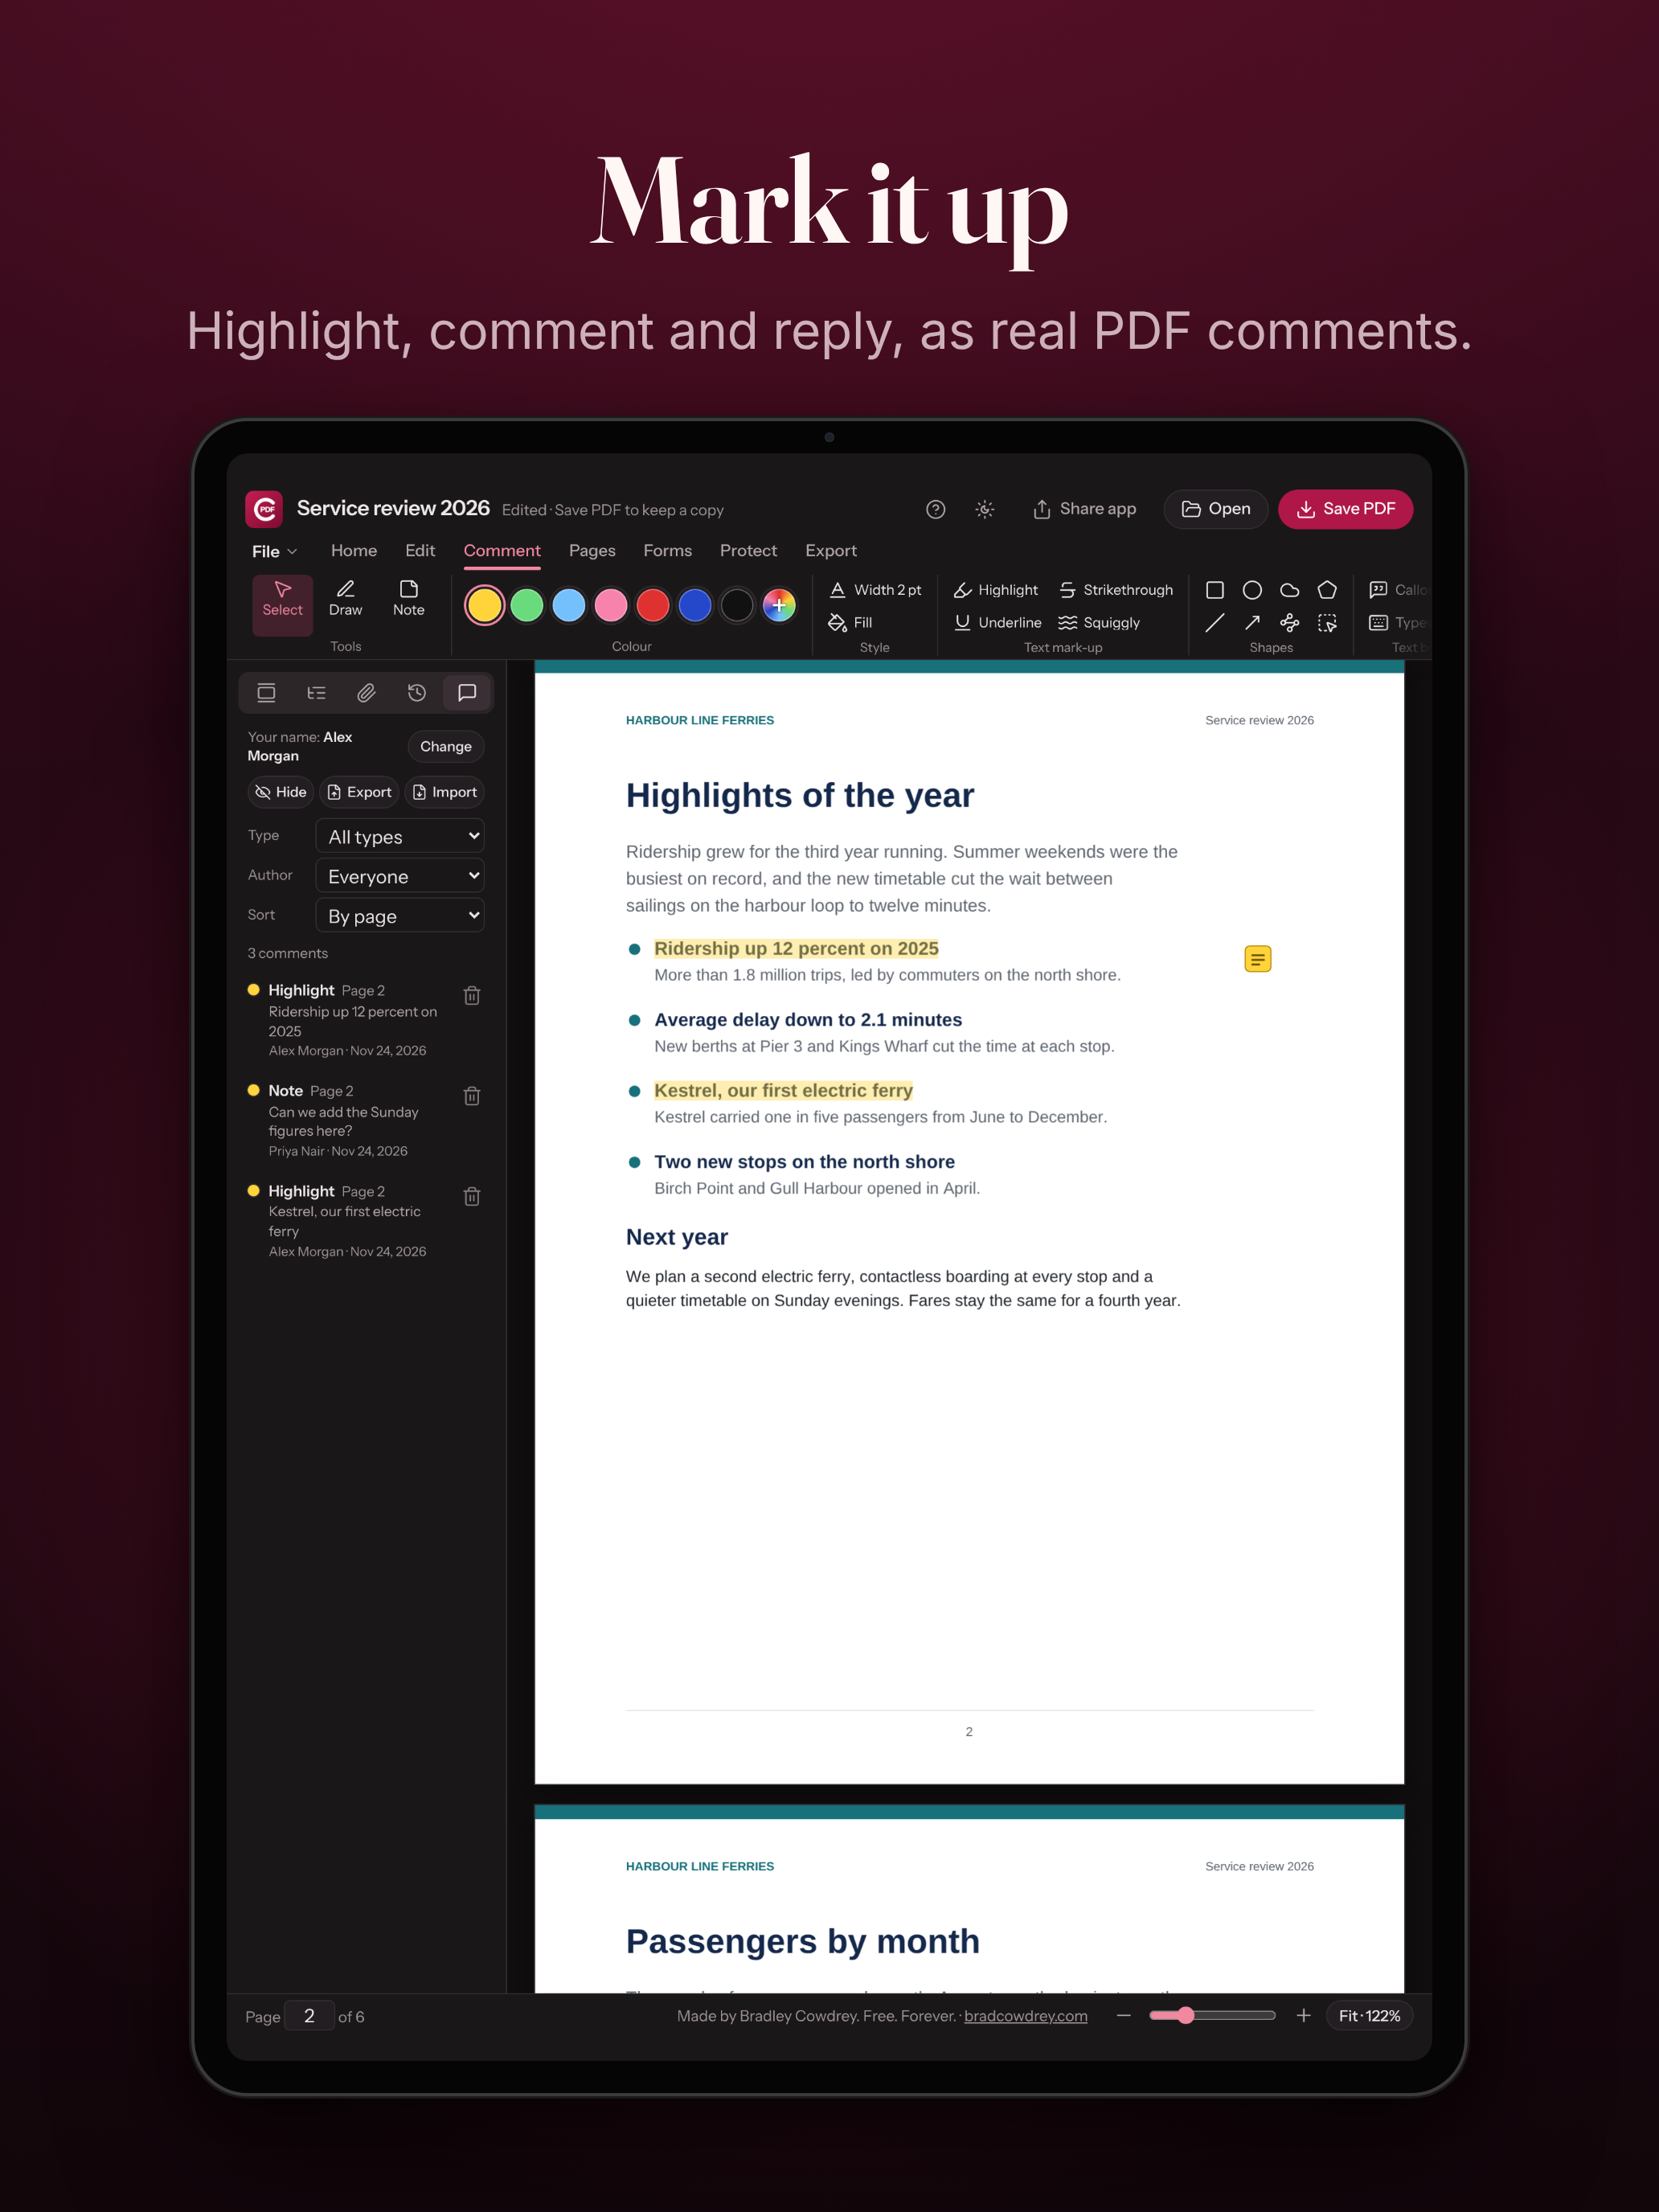 Mark it up
Highlight, comment and reply, as real PDF comments.
PDF
Service review 2026 Edited · Save PDF to keep a copy
Share app
Open
Save PDF
File Home Edit Comment Pages Forms Protect Export
Select Draw Note
Tools
Colour
Width 2 pt
Fill
Style
Highlight Strikethrough
Underline Squiggly
Text mark-up
Shapes
Your name: Alex
Morgan
Change
Hide Export Import
Type All types
Author Everyone
Sort By page
3 comments
Highlight Page 2
Ridership up 12 percent on
2025
Alex Morgan · Nov 24, 2026
Note Page 2
Can we add the Sunday
figures here?
Priya Nair · Nov 24, 2026
Highlight Page 2
Kestrel, our first electric
ferry
Alex Morgan · Nov 24, 2026
HARBOUR LINE FERRIES Service review 2026
Highlights of the year
Ridership grew for the third year running. Summer weekends were the
busiest on record, and the new timetable cut the wait between
sailings on the harbour loop to twelve minutes.
Ridership up 12 percent on 2025
More than 1.8 million trips, led by commuters on the north shore.
Average delay down to 2.1 minutes
New berths at Pier 3 and Kings Wharf cut the time at each stop.
Kestrel, our first electric ferry
Kestrel carried one in five passengers from June to December.
Two new stops on the north shore
Birch Point and Gull Harbour opened in April.
Next year
We plan a second electric ferry, contactless boarding at every stop and a
quieter timetable on Sunday evenings. Fares stay the same for a fourth year.
2
HARBOUR LINE FERRIES Service review 2026
Passengers by month
Page 2 of 6
Made by Bradley Cowdrey. Free. Forever. · bradcowdrey.com
Fit · 122%